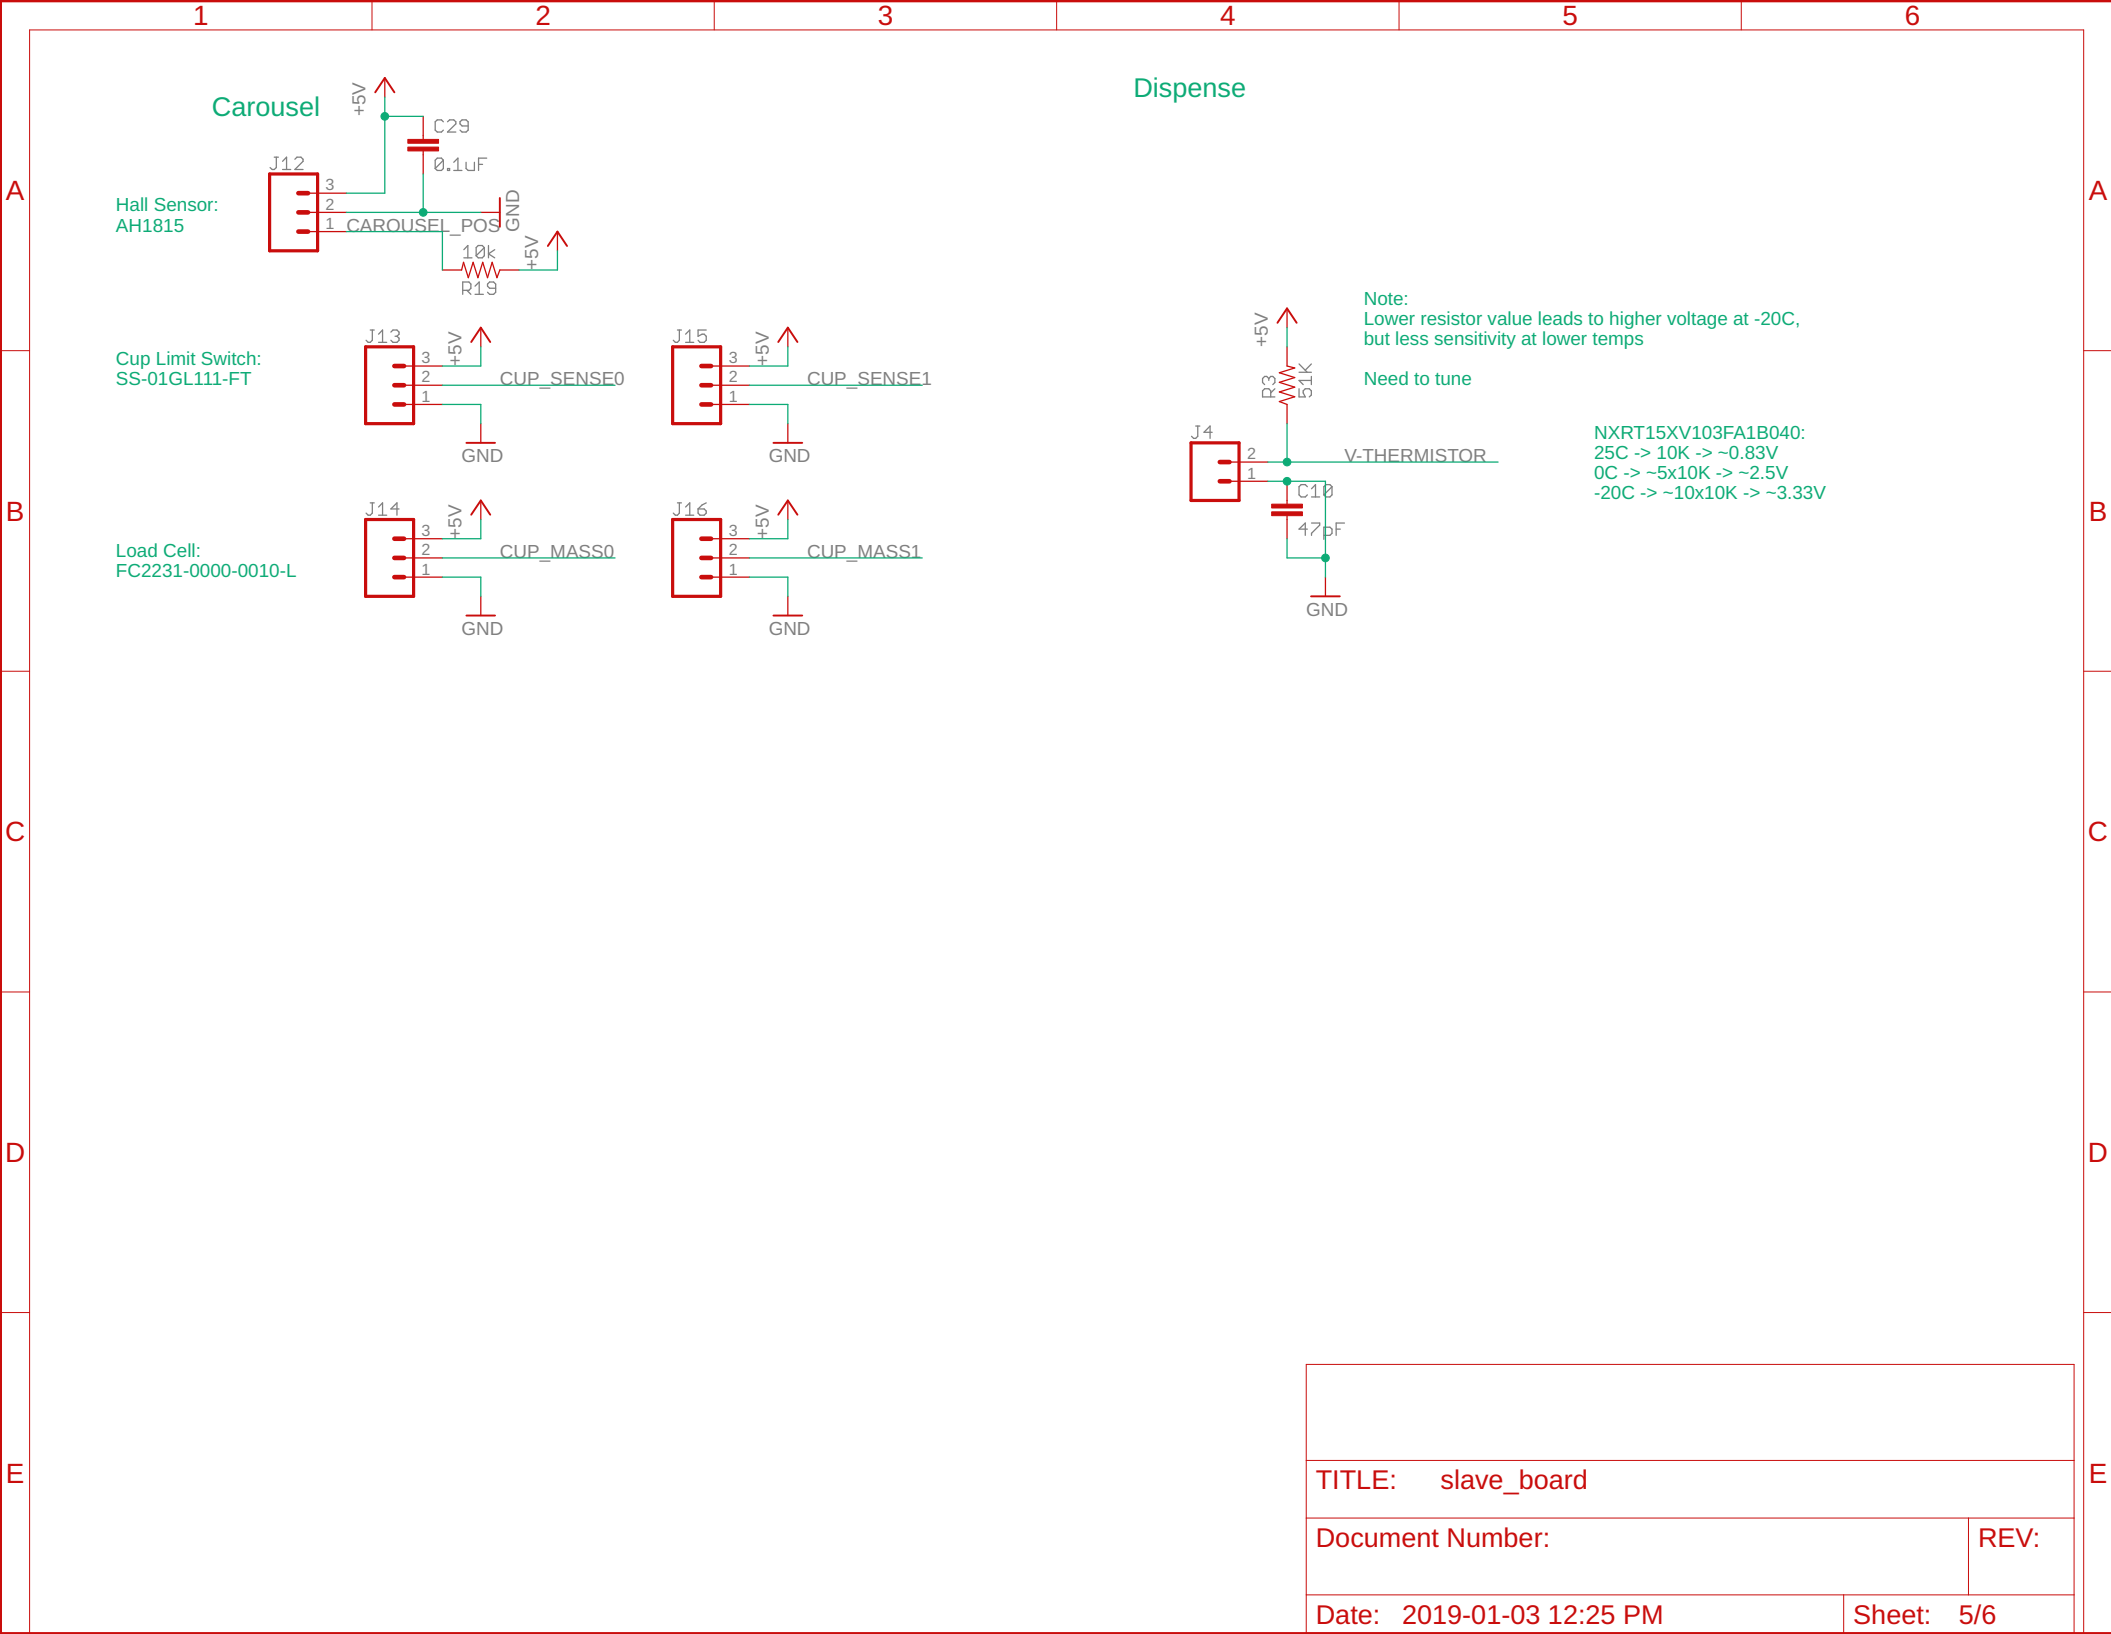 1 2 3 4 5 6
A A
B B
C C
D D
E E
Carousel
+5V
C29
0.1uF
J12
3
2
1
GND
CAROUSEL_POS
+5V
10k
R19
Hall Sensor:
AH1815
Cup Limit Switch:
SS-01GL111-FT
J13
+5V
3
2
1
CUP_SENSE0
GND
J15
+5V
3
2
1
CUP_SENSE1
GND
Load Cell:
FC2231-0000-0010-L
J14
+5V
3
2
1
CUP_MASS0
GND
J16
+5V
3
2
1
CUP_MASS1
GND
Dispense
Note:
Lower resistor value leads to higher voltage at -20C,
but less sensitivity at lower temps
Need to tune
+5V
R3
51K
J4
2
1
V-THERMISTOR
C10
47pF
GND
NXRT15XV103FA1B040:
25C -> 10K -> ~0.83V
0C -> ~5x10K -> ~2.5V
-20C -> ~10x10K -> ~3.33V
TITLE: slave_board
Document Number:
REV:
Date: 2019-01-03 12:25 PM
Sheet: 5/6